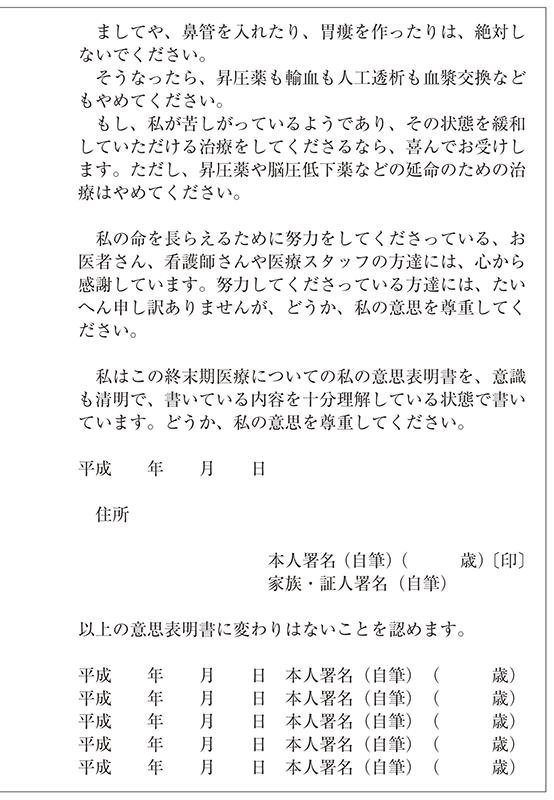 ましてや、鼻管を入れたり、胃瘻を作ったりは、絶対し
ないでください。
そうなったら、昇圧薬も輸血も人工透析も血漿交換など
もやめてください。
もし、私が苦しがっているようであり、その状態を緩和
していただける治療をしてくださるなら、喜んでお受けし
ます。ただし、昇圧薬や脳圧低下薬などの延命のための治
療はやめてください。
私の命を長らえるために努力をしてくださっている、お
医者さん、看護師さんや医療スタッフの方達には、心から
感謝しています。努力してくださっている方達には、たい
へん申し訳ありませんが、どうか、私の意思を尊重してく
ださい。
私はこの終末期医療についての私の意思表明書を、意識
も清明で、書いている内容を十分理解している状態で書い
ています。どうか、私の意思を尊重してください。
平成　　年　　月　　日
住所
本人署名（自筆）（　　　歳）〔印〕
家族・証人署名（自筆）
以上の意思表明書に変わりはないことを認めます。
平成　　年　　月　　日　本人署名（自筆）（　　　歳）
平成　　年　　月　　日　本人署名（自筆）（　　　歳）
平成　　年　　月　　日　本人署名（自筆）（　　　歳）
平成　　年　　月　　日　本人署名（自筆）（　　　歳）
平成　　年　　月　　日　本人署名（自筆）（　　　歳）